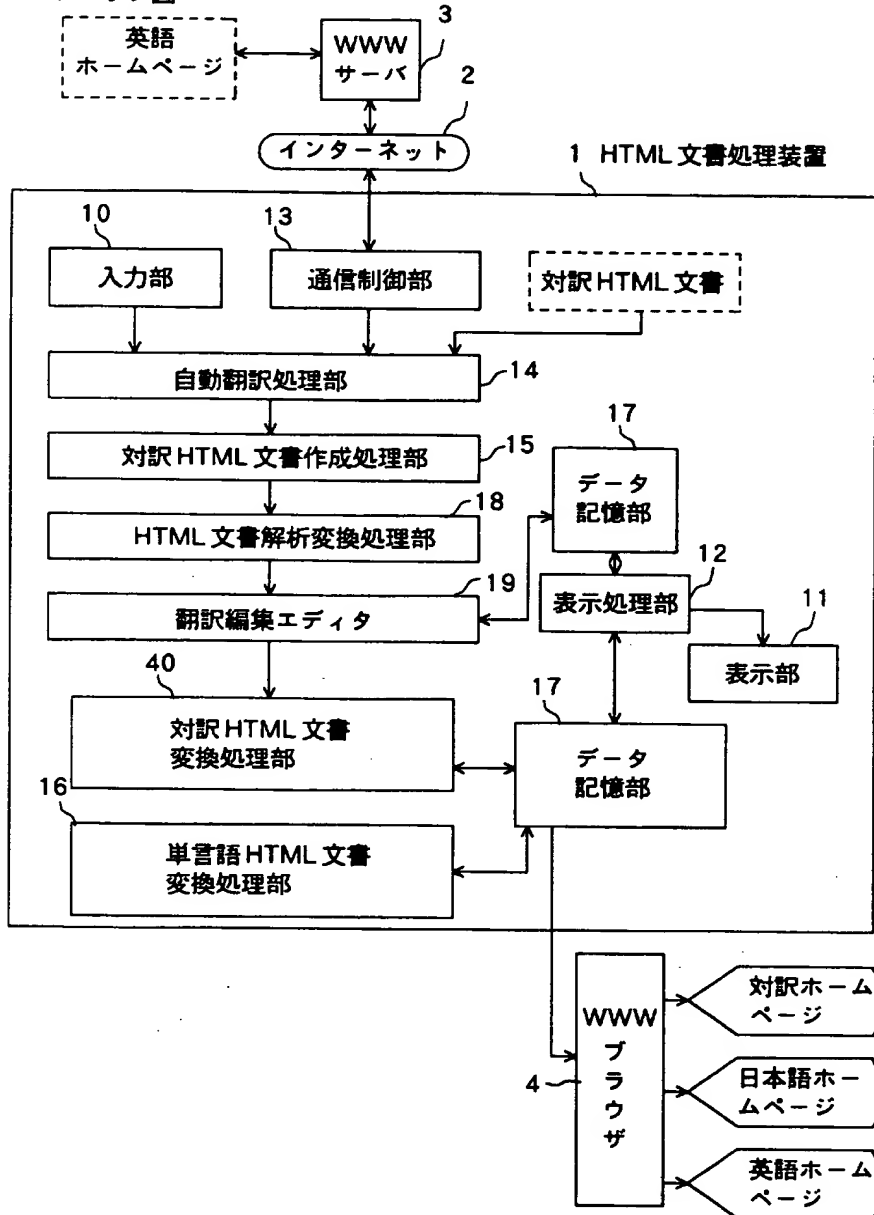 英語
ホームページ
WWW
サーバ
3
2
インターネット
1 HTML文書処理装置
10
入力部
13
通信制御部
対訳HTML文書
自動翻訳処理部
14
対訳HTML文書作成処理部
15
17
データ
記憶部
18
HTML文書解析変換処理部
12
表示処理部
19
翻訳編集エディタ
11
表示部
40
対訳HTML文書
変換処理部
17
データ
記憶部
16
単言語HTML文書
変換処理部
WWW
ブ
ラ
ウ
ザ
4
対訳ホーム
ページ
日本語ホー
ムページ
英語ホーム
ページ